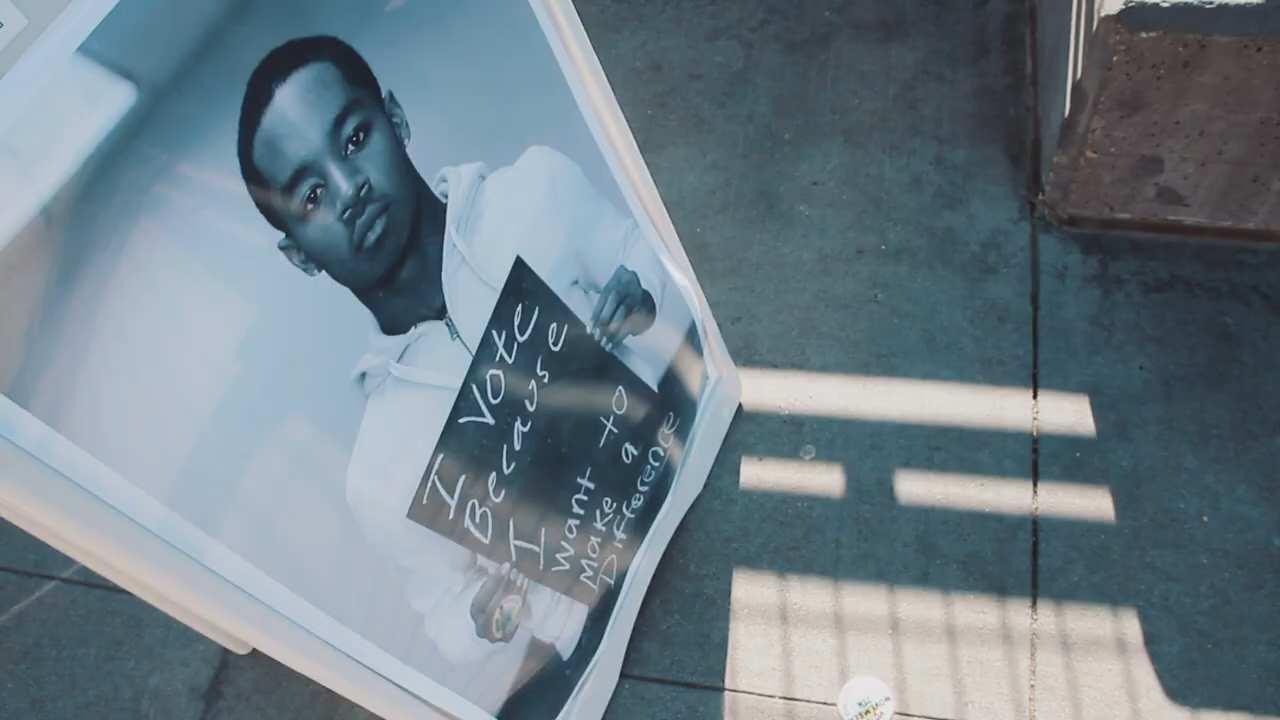 I Vote
Because
I
Want to
Make a
Difference